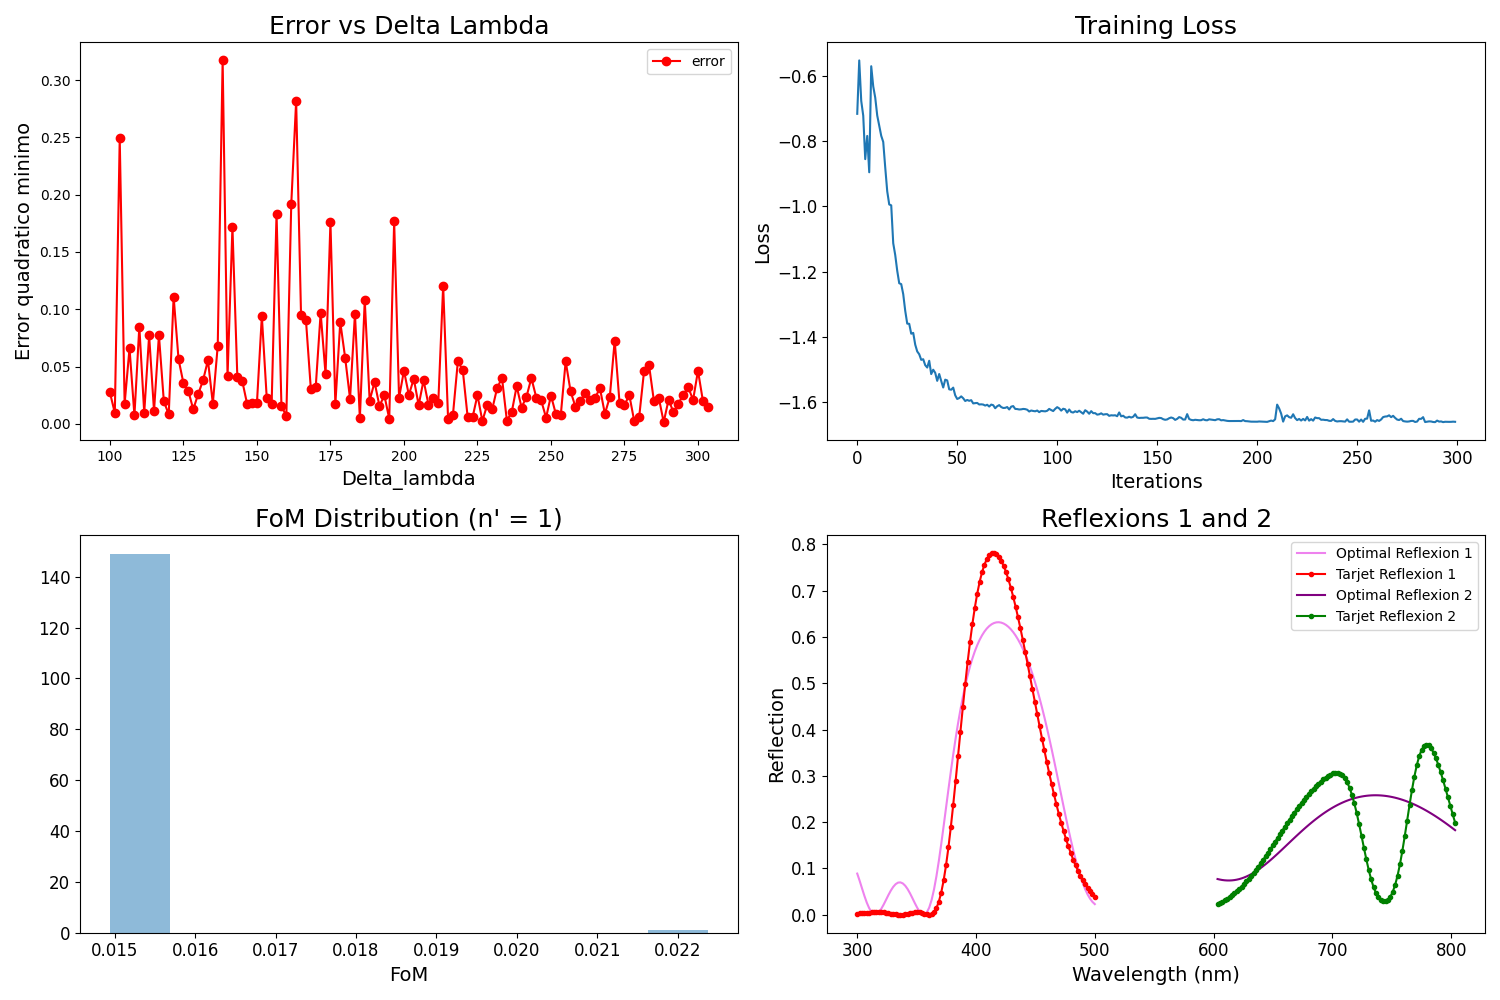 Error vs Delta Lambda
error
Error quadratico minimo
0.30
0.25
0.20
0.15
0.10
0.05
0.00
100 125 150 175 200 225 250 275 300
Delta_lambda
Training Loss
Loss
−0.6
−0.8
−1.0
−1.2
−1.4
−1.6
0 50 100 150 200 250 300
Iterations
FoM Distribution (n' = 1)
140
120
100
80
60
40
20
0
0.015 0.016 0.017 0.018 0.019 0.020 0.021 0.022
FoM
Reflexions 1 and 2
Optimal Reflexion 1
Tarjet Reflexion 1
Optimal Reflexion 2
Tarjet Reflexion 2
Reflection
0.8
0.7
0.6
0.5
0.4
0.3
0.2
0.1
0.0
300 400 500 600 700 800
Wavelength (nm)